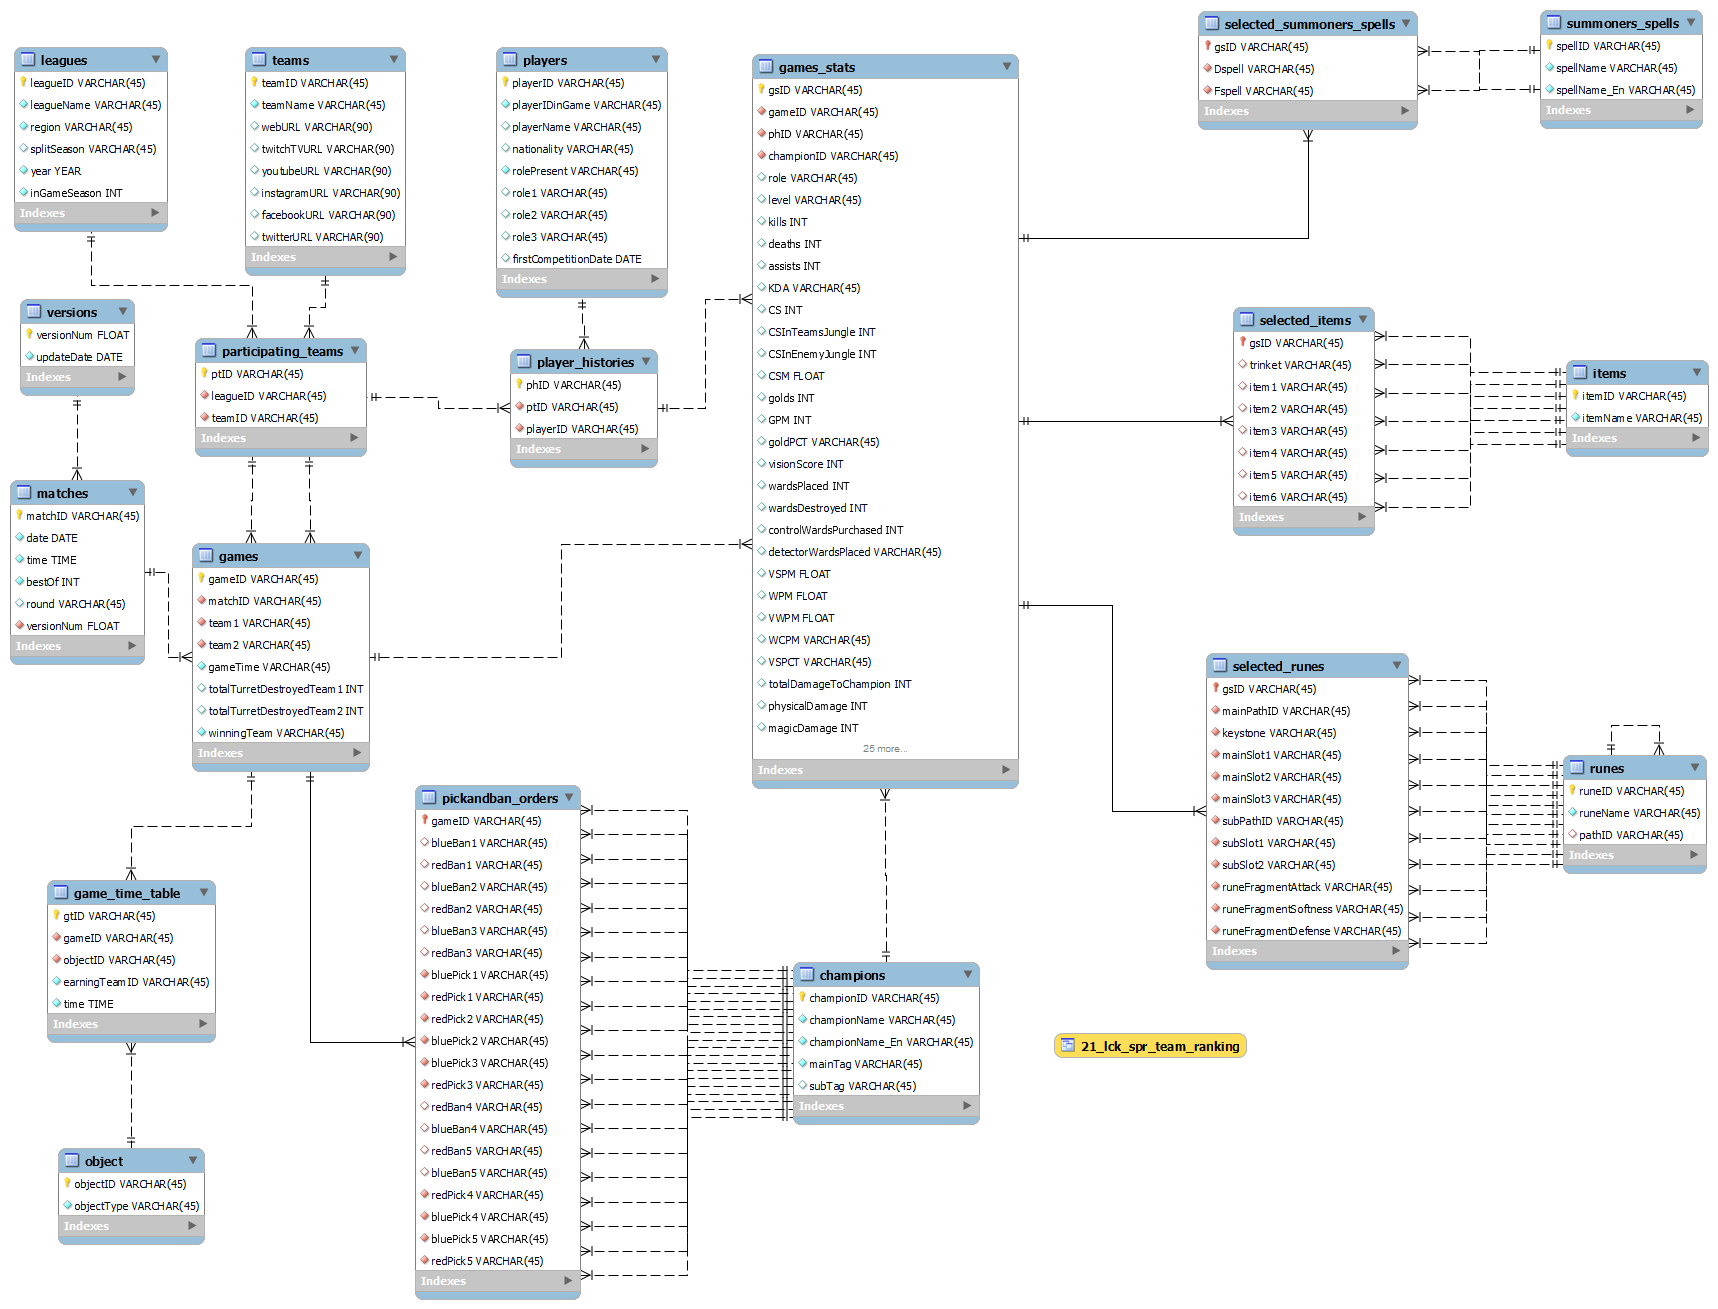 leagues
leagueID VARCHAR(45)
leagueName VARCHAR(45)
region VARCHAR(45)
splitSeason VARCHAR(45)
year YEAR
inGameSeason INT
Indexes
teams
teamID VARCHAR(45)
teamName VARCHAR(45)
webURL VARCHAR(90)
twitchTVURL VARCHAR(90)
youtubeURL VARCHAR(90)
instagramURL VARCHAR(90)
facebookURL VARCHAR(90)
twitterURL VARCHAR(90)
Indexes
players
playerID VARCHAR(45)
playerIDinGame VARCHAR(45)
playerName VARCHAR(45)
nationality VARCHAR(45)
rolePresent VARCHAR(45)
role1 VARCHAR(45)
role2 VARCHAR(45)
role3 VARCHAR(45)
firstCompetitionDate DATE
Indexes
games_stats
gsID VARCHAR(45)
gameID VARCHAR(45)
phID VARCHAR(45)
championID VARCHAR(45)
role VARCHAR(45)
level VARCHAR(45)
kills INT
deaths INT
assists INT
KDA VARCHAR(45)
CS INT
CSInTeamsJungle INT
CSInEnemyJungle INT
CSM FLOAT
golds INT
GPM INT
goldPCT VARCHAR(45)
visionScore INT
wardsPlaced INT
wardsDestroyed INT
controlWardsPurchased INT
detectorWardsPlaced VARCHAR(45)
VSPM FLOAT
WPM FLOAT
VWPM FLOAT
WCPM VARCHAR(45)
VSPCT VARCHAR(45)
totalDamageToChampion INT
physicalDamage INT
magicDamage INT
25 more...
Indexes
selected_summoners_spells
gsID VARCHAR(45)
Dspell VARCHAR(45)
Fspell VARCHAR(45)
Indexes
summoners_spells
spellID VARCHAR(45)
spellName VARCHAR(45)
spellName_En VARCHAR(45)
Indexes
versions
versionNum FLOAT
updateDate DATE
Indexes
participating_teams
ptID VARCHAR(45)
leagueID VARCHAR(45)
teamID VARCHAR(45)
Indexes
player_histories
phID VARCHAR(45)
ptID VARCHAR(45)
playerID VARCHAR(45)
Indexes
selected_items
gsID VARCHAR(45)
trinket VARCHAR(45)
item1 VARCHAR(45)
item2 VARCHAR(45)
item3 VARCHAR(45)
item4 VARCHAR(45)
item5 VARCHAR(45)
item6 VARCHAR(45)
Indexes
items
itemID VARCHAR(45)
itemName VARCHAR(45)
Indexes
matches
matchID VARCHAR(45)
date DATE
time TIME
bestOf INT
round VARCHAR(45)
versionNum FLOAT
Indexes
games
gameID VARCHAR(45)
matchID VARCHAR(45)
team1 VARCHAR(45)
team2 VARCHAR(45)
gameTime VARCHAR(45)
totalTurretDestroyedTeam1 INT
totalTurretDestroyedTeam2 INT
winningTeam VARCHAR(45)
Indexes
selected_runes
gsID VARCHAR(45)
mainPathID VARCHAR(45)
keystone VARCHAR(45)
mainSlot1 VARCHAR(45)
mainSlot2 VARCHAR(45)
mainSlot3 VARCHAR(45)
subPathID VARCHAR(45)
subSlot1 VARCHAR(45)
subSlot2 VARCHAR(45)
runeFragmentAttack VARCHAR(45)
runeFragmentSoftness VARCHAR(45)
runeFragmentDefense VARCHAR(45)
Indexes
runes
runeID VARCHAR(45)
runeName VARCHAR(45)
pathID VARCHAR(45)
Indexes
pickandban_orders
gameID VARCHAR(45)
blueBan1 VARCHAR(45)
redBan1 VARCHAR(45)
blueBan2 VARCHAR(45)
redBan2 VARCHAR(45)
blueBan3 VARCHAR(45)
redBan3 VARCHAR(45)
bluePick1 VARCHAR(45)
redPick1 VARCHAR(45)
redPick2 VARCHAR(45)
bluePick2 VARCHAR(45)
bluePick3 VARCHAR(45)
redPick3 VARCHAR(45)
redBan4 VARCHAR(45)
blueBan4 VARCHAR(45)
redBan5 VARCHAR(45)
blueBan5 VARCHAR(45)
redPick4 VARCHAR(45)
bluePick4 VARCHAR(45)
bluePick5 VARCHAR(45)
redPick5 VARCHAR(45)
Indexes
game_time_table
gtID VARCHAR(45)
gameID VARCHAR(45)
objectID VARCHAR(45)
earningTeamID VARCHAR(45)
time TIME
Indexes
champions
championID VARCHAR(45)
championName VARCHAR(45)
championName_En VARCHAR(45)
mainTag VARCHAR(45)
subTag VARCHAR(45)
Indexes
21_lck_spr_team_ranking
object
objectID VARCHAR(45)
objectType VARCHAR(45)
Indexes